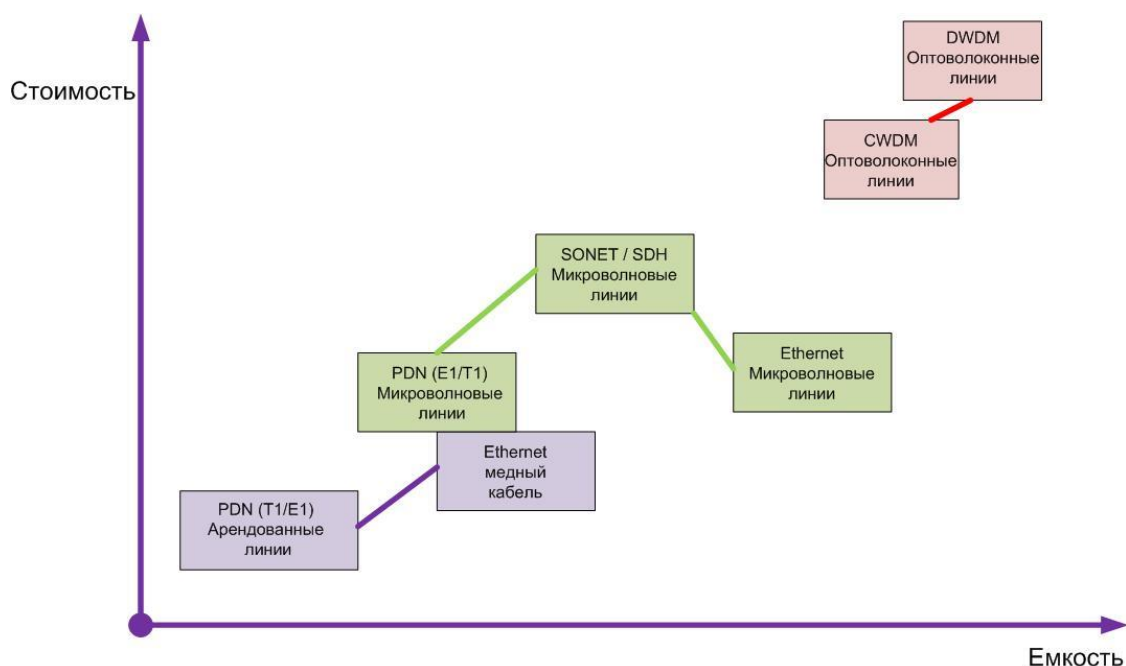 Стоимость
DWDM
Оптоволоконные
линии
CWDM
Оптоволоконные
линии
SONET / SDH
Микроволновые
линии
Ethernet
Микроволновые
линии
PDN (E1/T1)
Микроволновые
линии
Ethernet
медный
кабель
PDN (T1/E1)
Арендованные
линии
Емкость